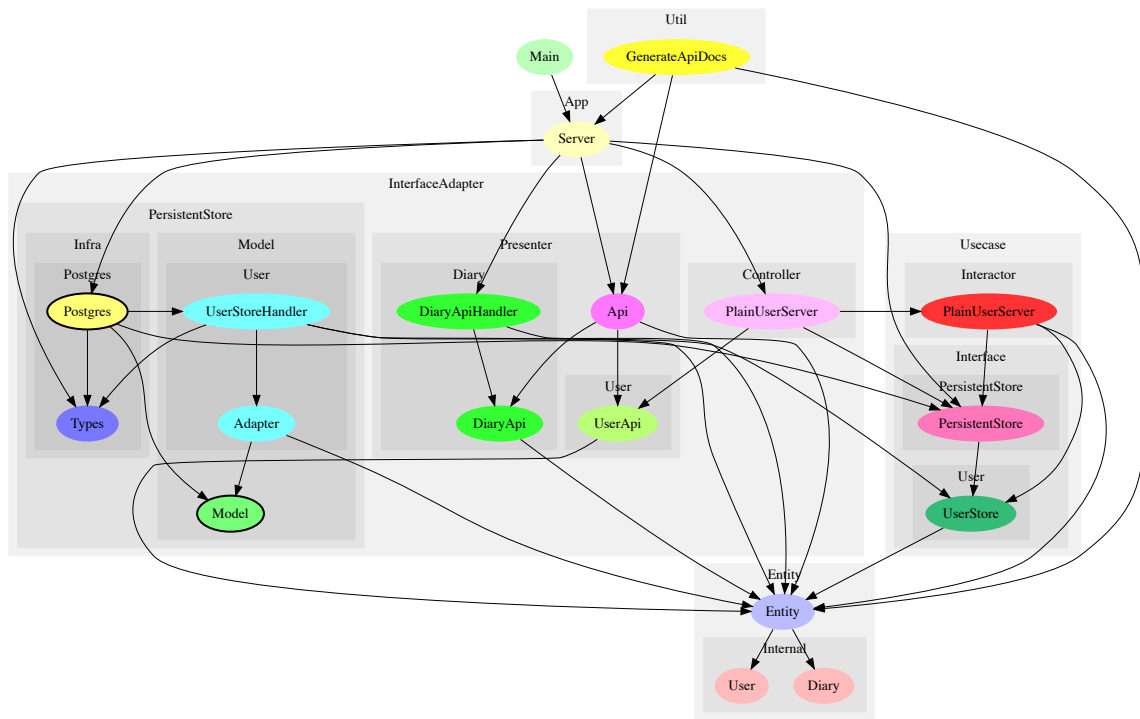 Util
Main
GenerateApiDocs
App
Server
InterfaceAdapter
PersistentStore
Infra
Model
Presenter
Usecase
Postgres
User
Diary
Controller
Interactor
Postgres
UserStoreHandler
DiaryApiHandler
Api
PlainUserServer
PlainUserServer
Interface
User
PersistentStore
Types
Adapter
DiaryApi
UserApi
PersistentStore
User
Model
UserStore
Entity
Entity
Internal
User
Diary